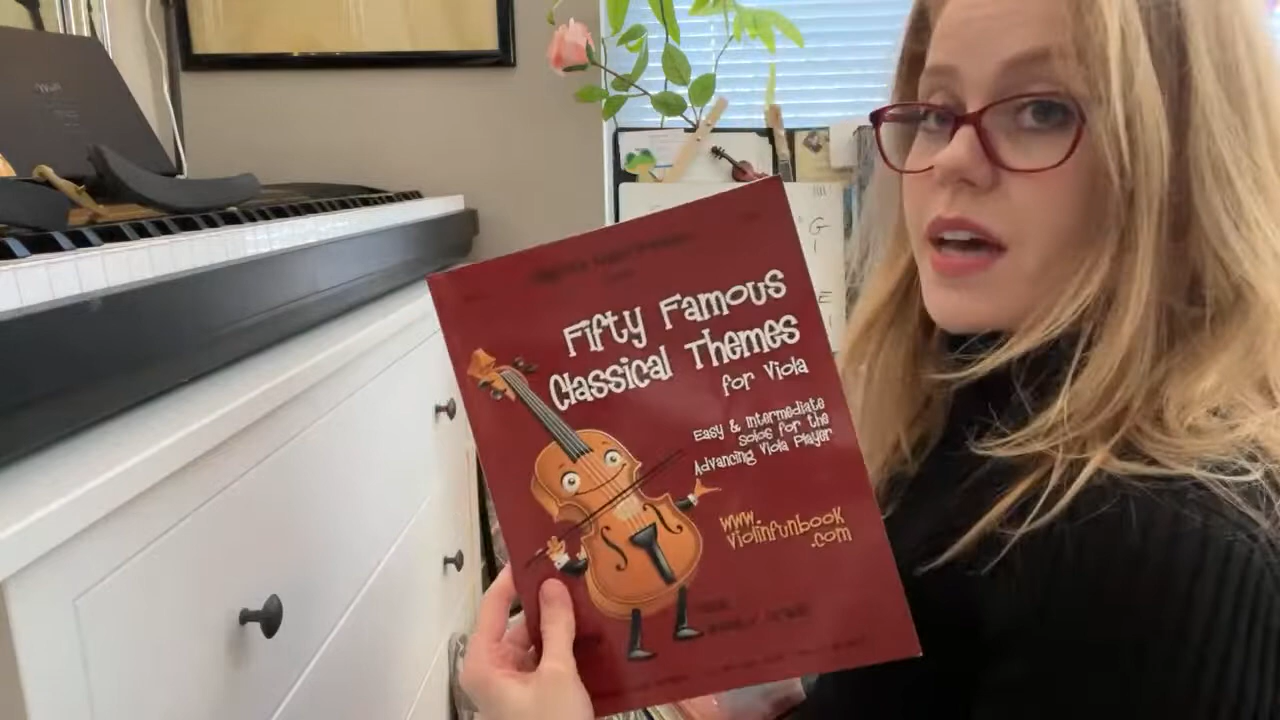 Fifty Famous
Classical Themes
for Viola
Easy & Intermediate
Solos for the
Advancing Viola Player
www.
violinfunbook
.com
G
E